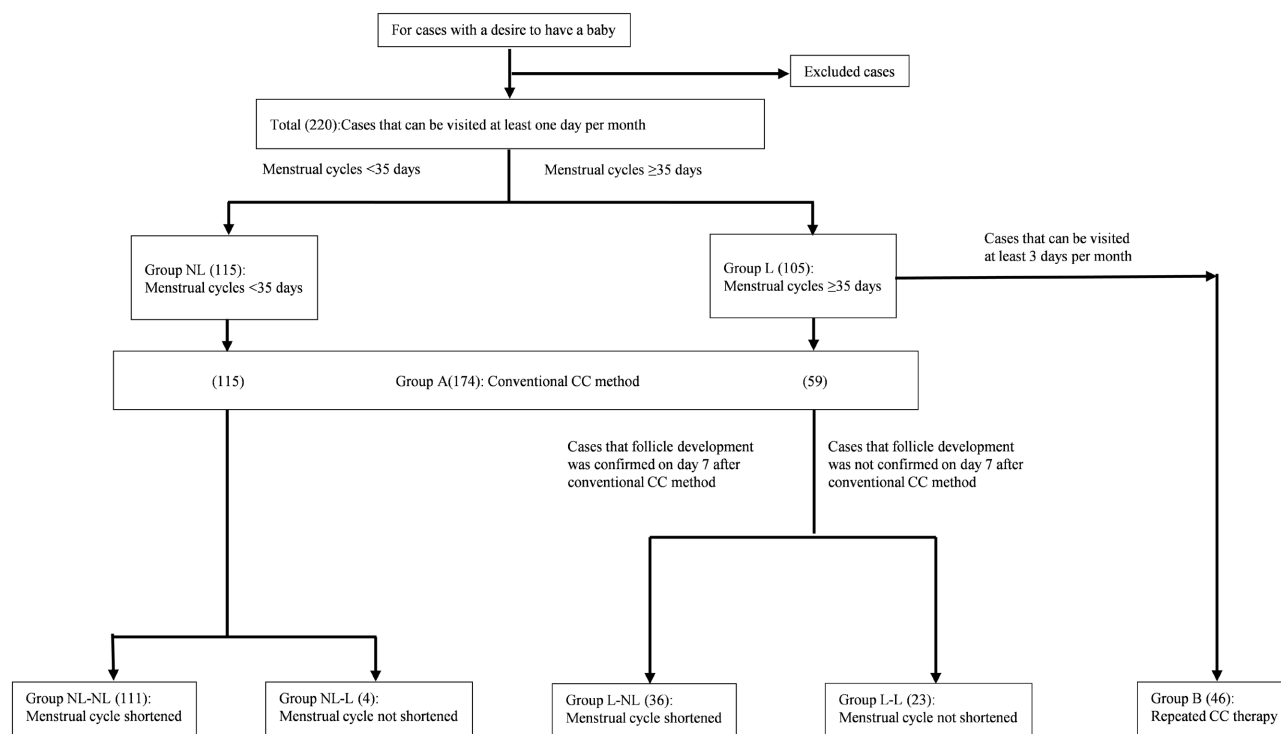 For cases with a desire to have a baby
Excluded cases
Total (220):Cases that can be visited at least one day per month
Menstrual cycles <35 days
Menstrual cycles ≥35 days
Group NL (115):
Menstrual cycles <35 days
Group L (105):
Menstrual cycles ≥35 days
Cases that can be visited
at least 3 days per month
(115)
Group A(174): Conventional CC method
(59)
Cases that follicle development
was confirmed on day 7 after
conventional CC method
Cases that follicle development
was not confirmed on day 7 after
conventional CC method
Group NL-NL (111):
Menstrual cycle shortened
Group NL-L (4):
Menstrual cycle not shortened
Group L-NL (36):
Menstrual cycle shortened
Group L-L (23):
Menstrual cycle not shortened
Group B (46):
Repeated CC therapy